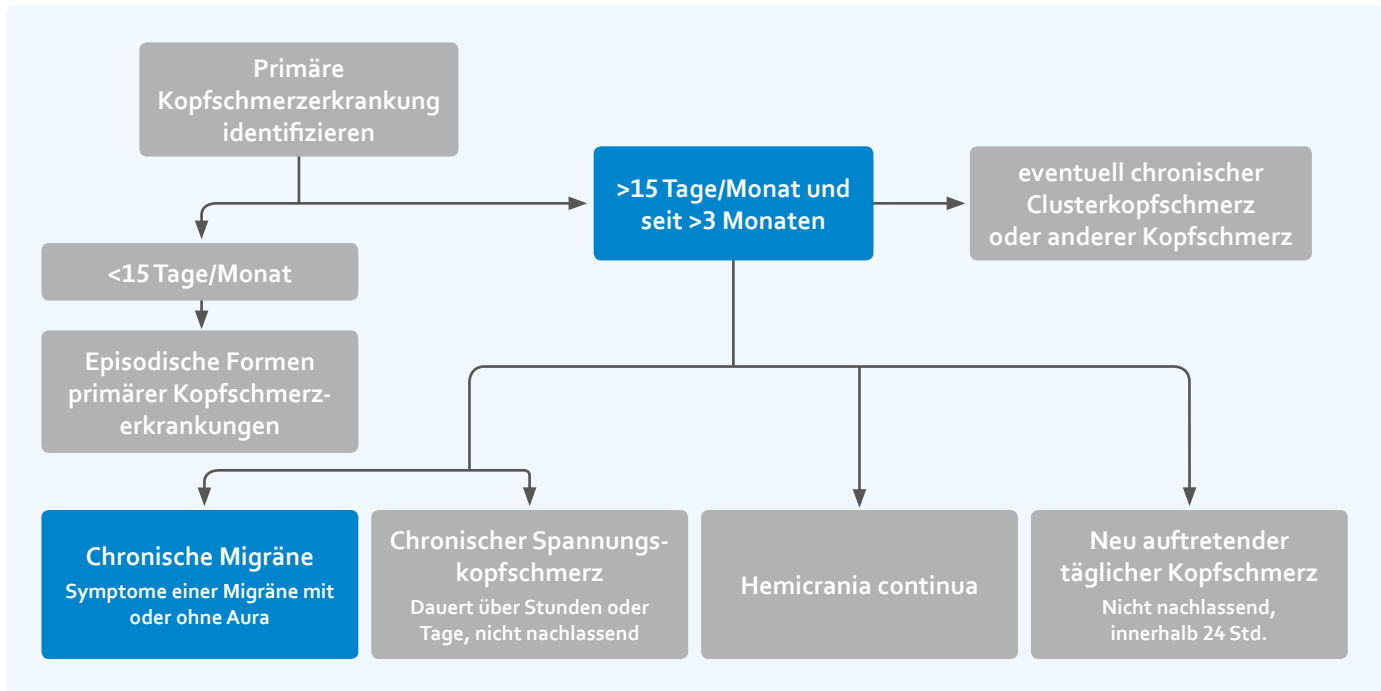 Primäre
Kopfschmerzerkrankung
identifizieren
>15 Tage/Monat und
seit >3 Monaten
eventuell chronischer
Clusterkopfschmerz
oder anderer Kopfschmerz
<15 Tage/Monat
Episodische Formen
primärer Kopfschmerz-
erkrankungen
Chronische Migräne
Symptome einer Migräne mit
oder ohne Aura
Chronischer Spannungs-
kopfschmerz
Dauert über Stunden oder
Tage, nicht nachlassend
Hemicrania continua
Neu auftretender
täglicher Kopfschmerz
Nicht nachlassend,
innerhalb 24 Std.